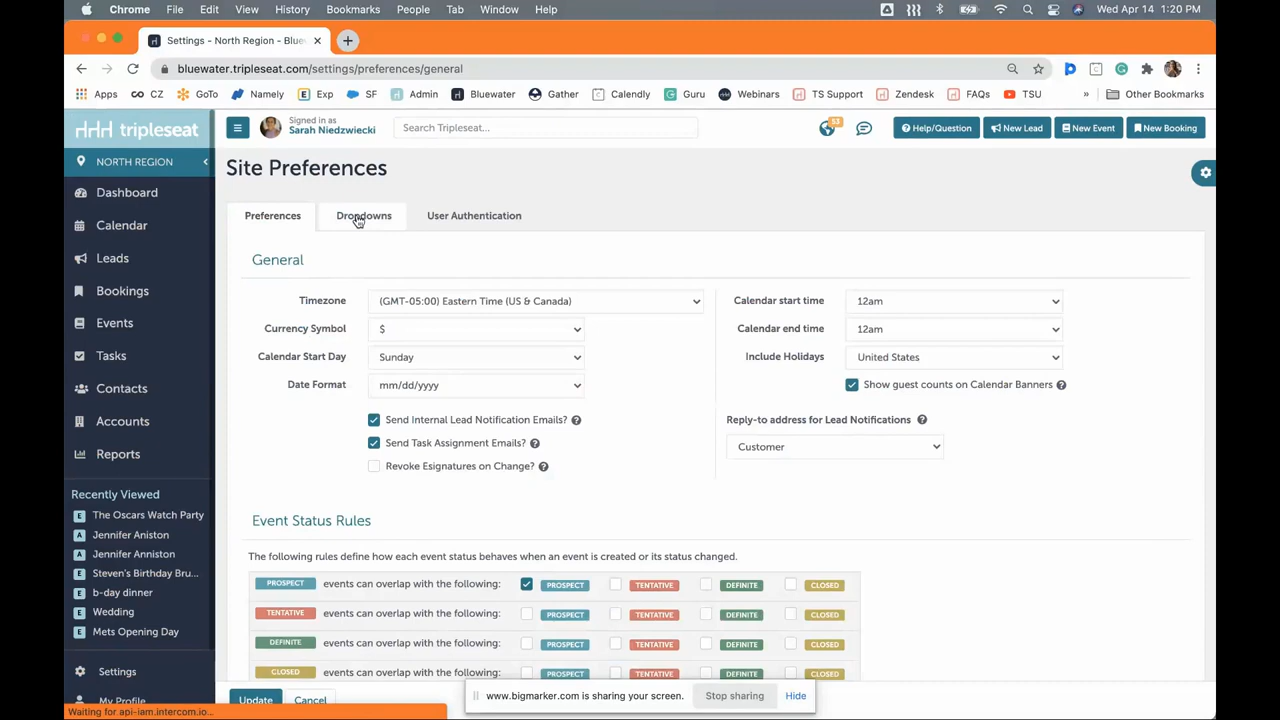 Chrome File Edit View History Bookmarks People Tab Window Help Wed Apr 14 1:20 PM
Settings - North Region - Blue
bluewater.tripleseat.com/settings/preferences/general
Apps CZ GoTo Namely Exp SF Admin Bluewater Gather Calendly Guru Webinars TS Support Zendesk FAQs TSU » Other Bookmarks
tripleseat
Signed in as
Sarah Niedzwiecki
Search Tripleseat...
53
Help/Question New Lead New Event New Booking
NORTH REGION
Dashboard
Calendar
Leads
Bookings
Events
Tasks
Contacts
Accounts
Reports
Recently Viewed
E The Oscars Watch Party
A Jennifer Aniston
A Jennifer Anniston
E Steven's Birthday Bru...
E b-day dinner
E Wedding
E Mets Opening Day
Settings
My Profile
Site Preferences
Preferences Dropdowns User Authentication
General
Timezone (GMT-05:00) Eastern Time (US & Canada)
Currency Symbol $
Calendar Start Day Sunday
Date Format mm/dd/yyyy
Send Internal Lead Notification Emails?
Send Task Assignment Emails?
Revoke Esignatures on Change?
Calendar start time 12am
Calendar end time 12am
Include Holidays United States
Show guest counts on Calendar Banners
Reply-to address for Lead Notifications
Customer
Event Status Rules
The following rules define how each event status behaves when an event is created or its status changed.
PROSPECT events can overlap with the following: PROSPECT TENTATIVE DEFINITE CLOSED
TENTATIVE events can overlap with the following: PROSPECT TENTATIVE DEFINITE CLOSED
DEFINITE events can overlap with the following: PROSPECT TENTATIVE DEFINITE CLOSED
CLOSED events can overlap with the following: PROSPECT TENTATIVE DEFINITE CLOSED
Update Cancel
www.bigmarker.com is sharing your screen. Stop sharing Hide
Waiting for api-iam.intercom.io...